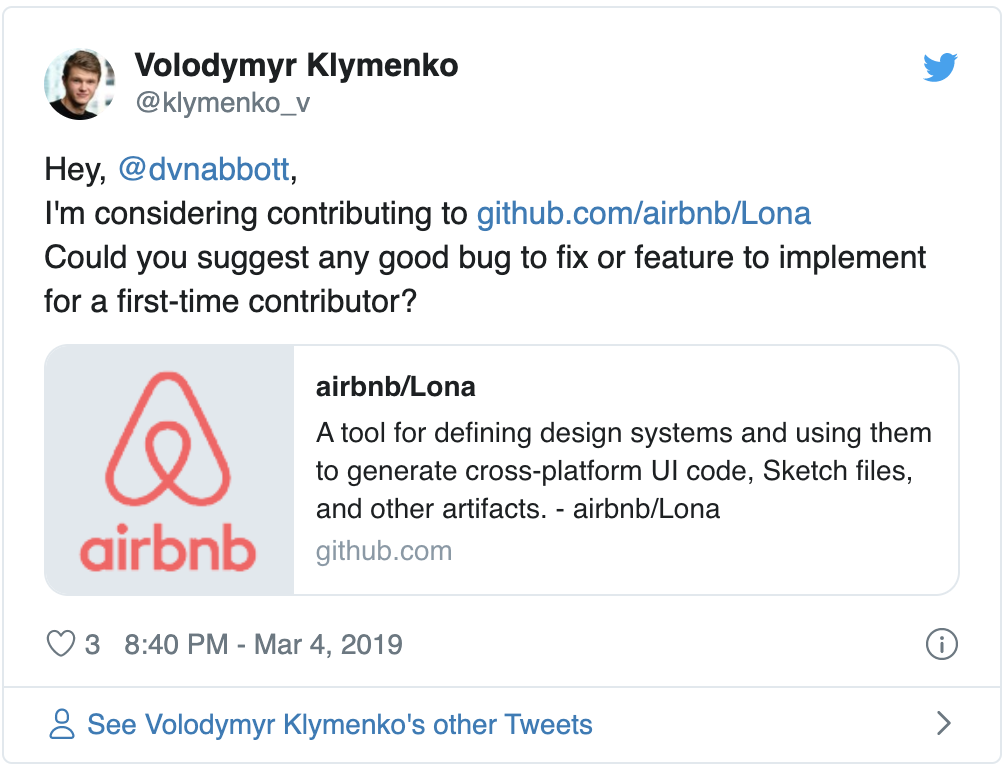 Volodymyr Klymenko
@klymenko_v
Hey, @dvnabbott,
I'm considering contributing to github.com/airbnb/Lona
Could you suggest any good bug to fix or feature to implement
for a first-time contributor?
airbnb
airbnb/Lona
A tool for defining design systems and using them
to generate cross-platform UI code, Sketch files,
and other artifacts. - airbnb/Lona
github.com
3 8:40 PM - Mar 4, 2019
See Volodymyr Klymenko's other Tweets